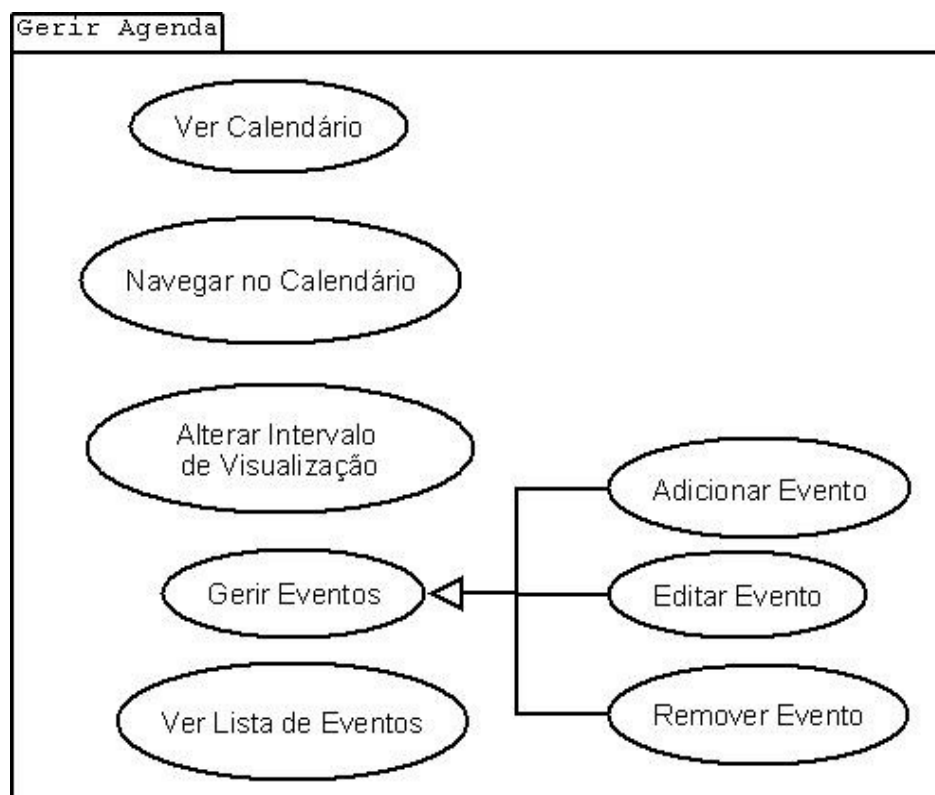 Gerir Agenda
Ver Calendário
Navegar no Calendário
Alterar Intervalo
de Visualização
Adicionar Evento
Gerir Eventos
Editar Evento
Ver Lista de Eventos
Remover Evento